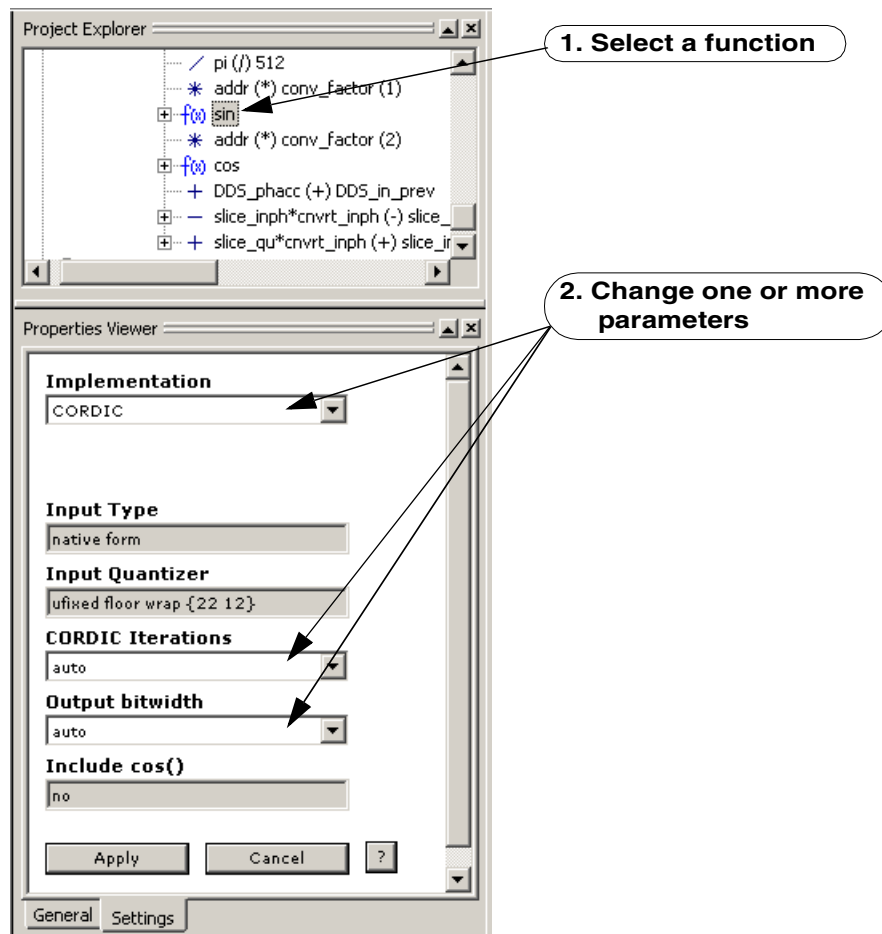 Project Explorer
1. Select a function
pi (/) 512
addr (*) conv_factor (1)
f(x) sin
addr (*) conv_factor (2)
f(x) cos
+ DDS_phacc (+) DDS_in_prev
− slice_inph*cnvrt_inph (-) slice_
+ slice_qu*cnvrt_inph (+) slice_ir
2. Change one or more
parameters
Properties Viewer
Implementation
CORDIC
Input Type
native form
Input Quantizer
ufixed floor wrap {22 12}
CORDIC Iterations
auto
Output bitwidth
auto
Include cos()
no
Apply Cancel ?
General Settings